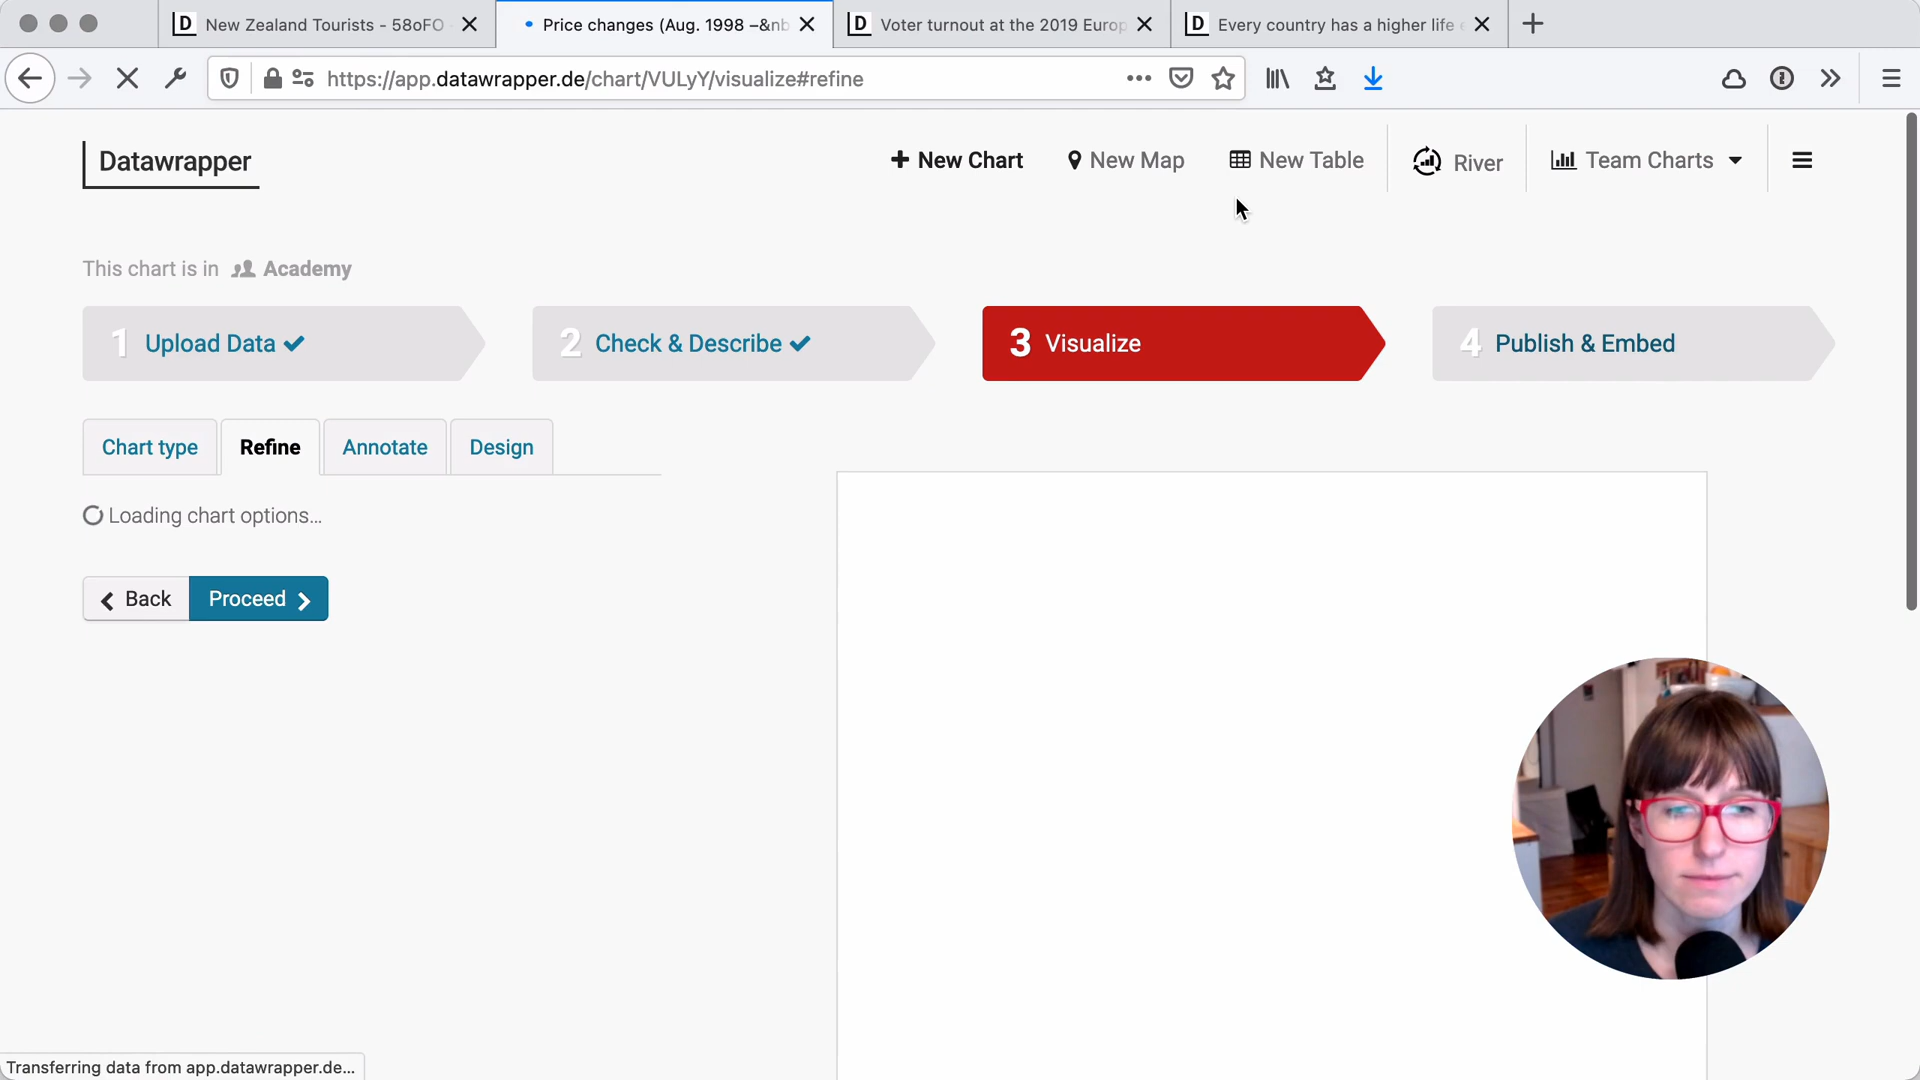 New Zealand Tourists - 58oFO
Price changes (Aug. 1998 –&nb
Voter turnout at the 2019 Europ
Every country has a higher life e
https://app.datawrapper.de/chart/VULyY/visualize#refine
Datawrapper
New Chart
New Map
New Table
River
Team Charts
This chart is in Academy
1 Upload Data
2 Check & Describe
3 Visualize
4 Publish & Embed
Chart type
Refine
Annotate
Design
Loading chart options...
Back
Proceed
Transferring data from app.datawrapper.de...